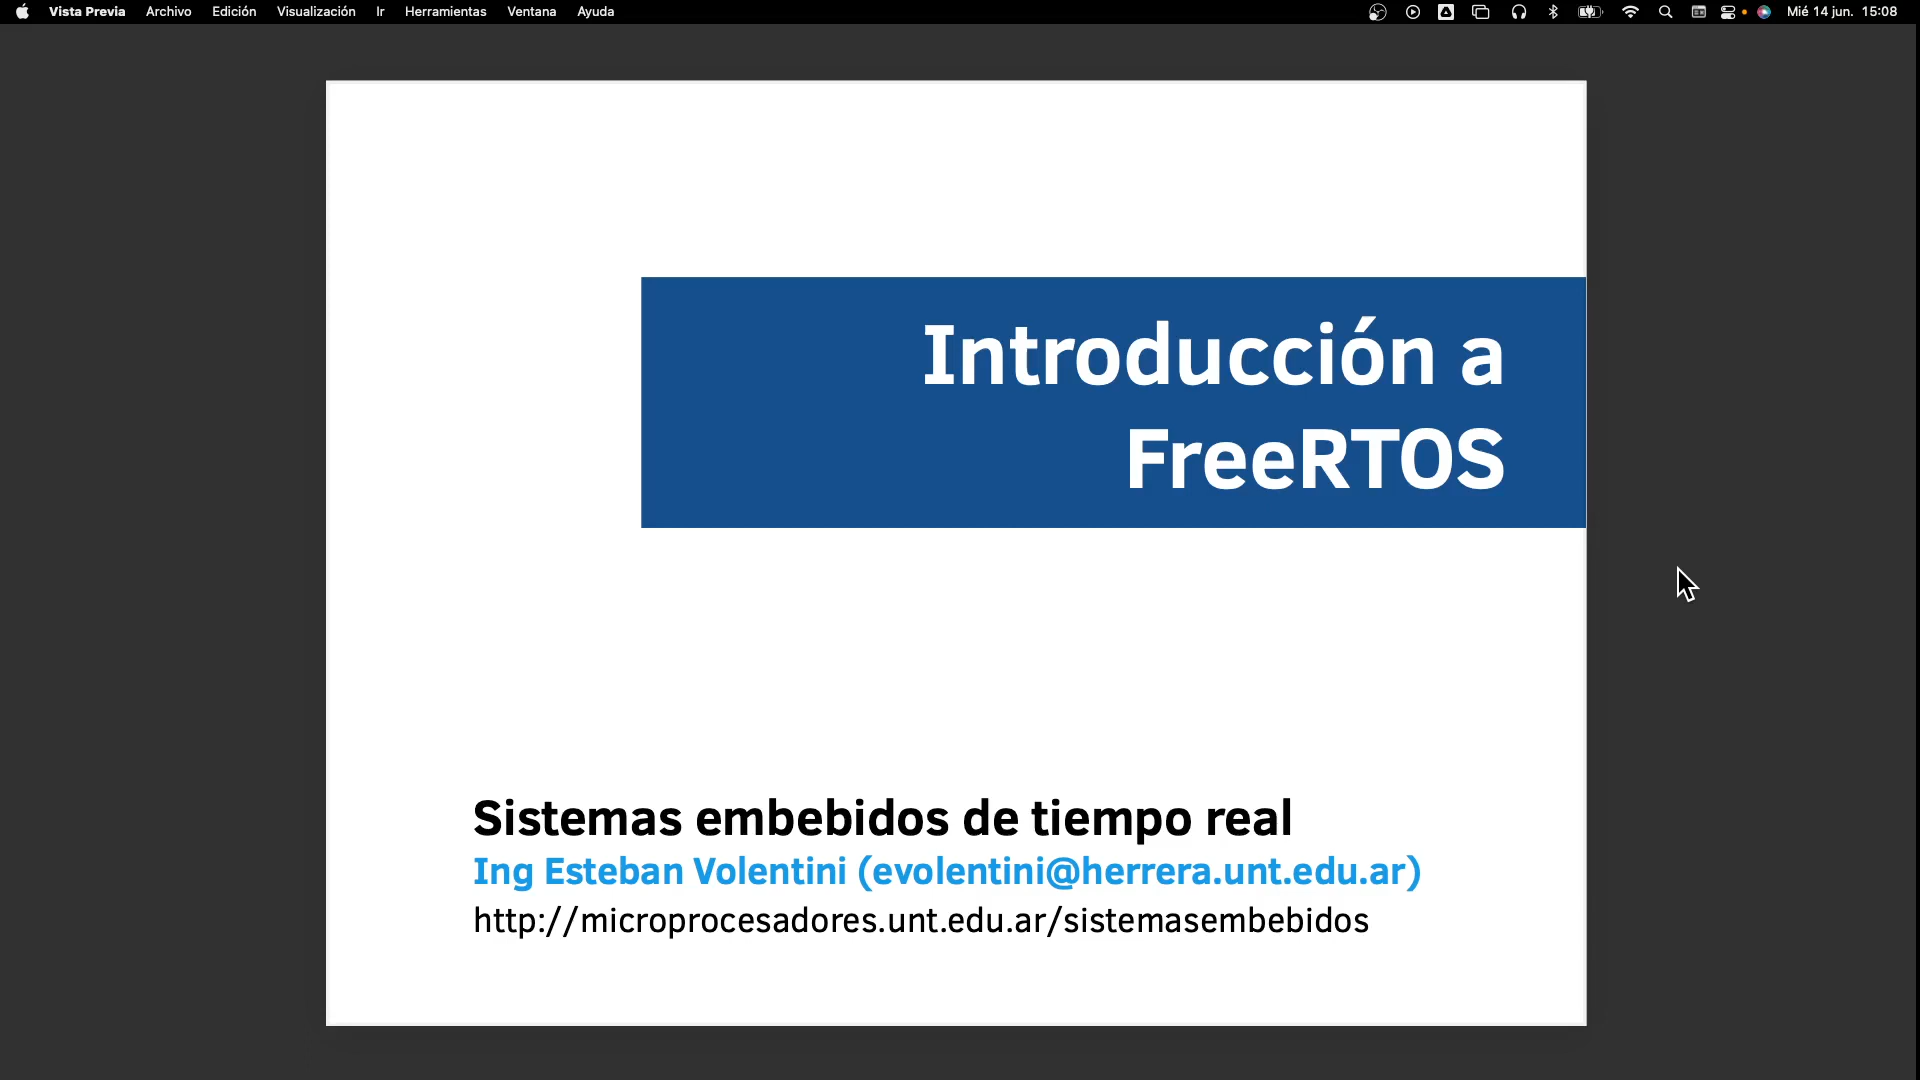 Vista Previa Archivo Edición Visualización Ir Herramientas Ventana Ayuda Mié 14 jun. 15:08
Introducción a
FreeRTOS
Sistemas embebidos de tiempo real
Ing Esteban Volentini (evolentini@herrera.unt.edu.ar)
http://microprocesadores.unt.edu.ar/sistemasembebidos